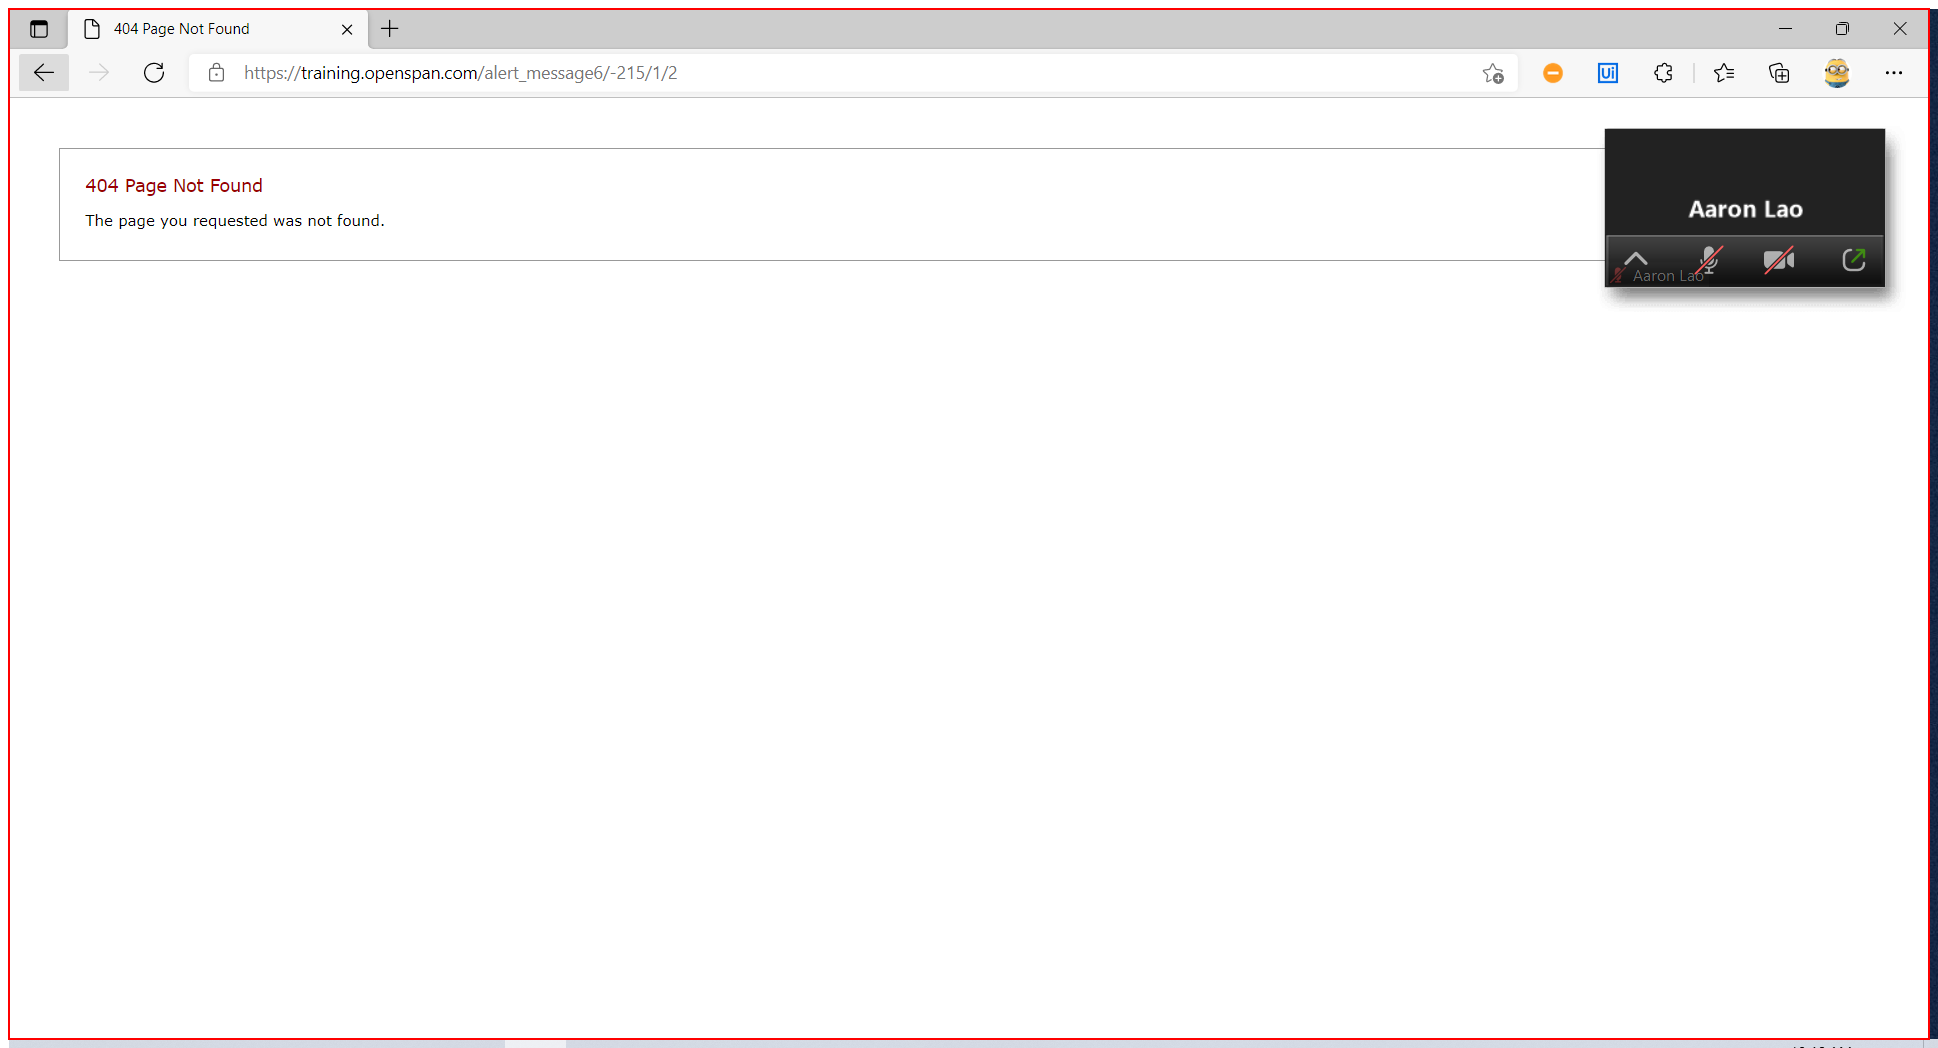 404 Page Not Found
https://training.openspan.com/alert_message6/-215/1/2
Ui
404 Page Not Found
The page you requested was not found.
Aaron Lao
Aaron Lao